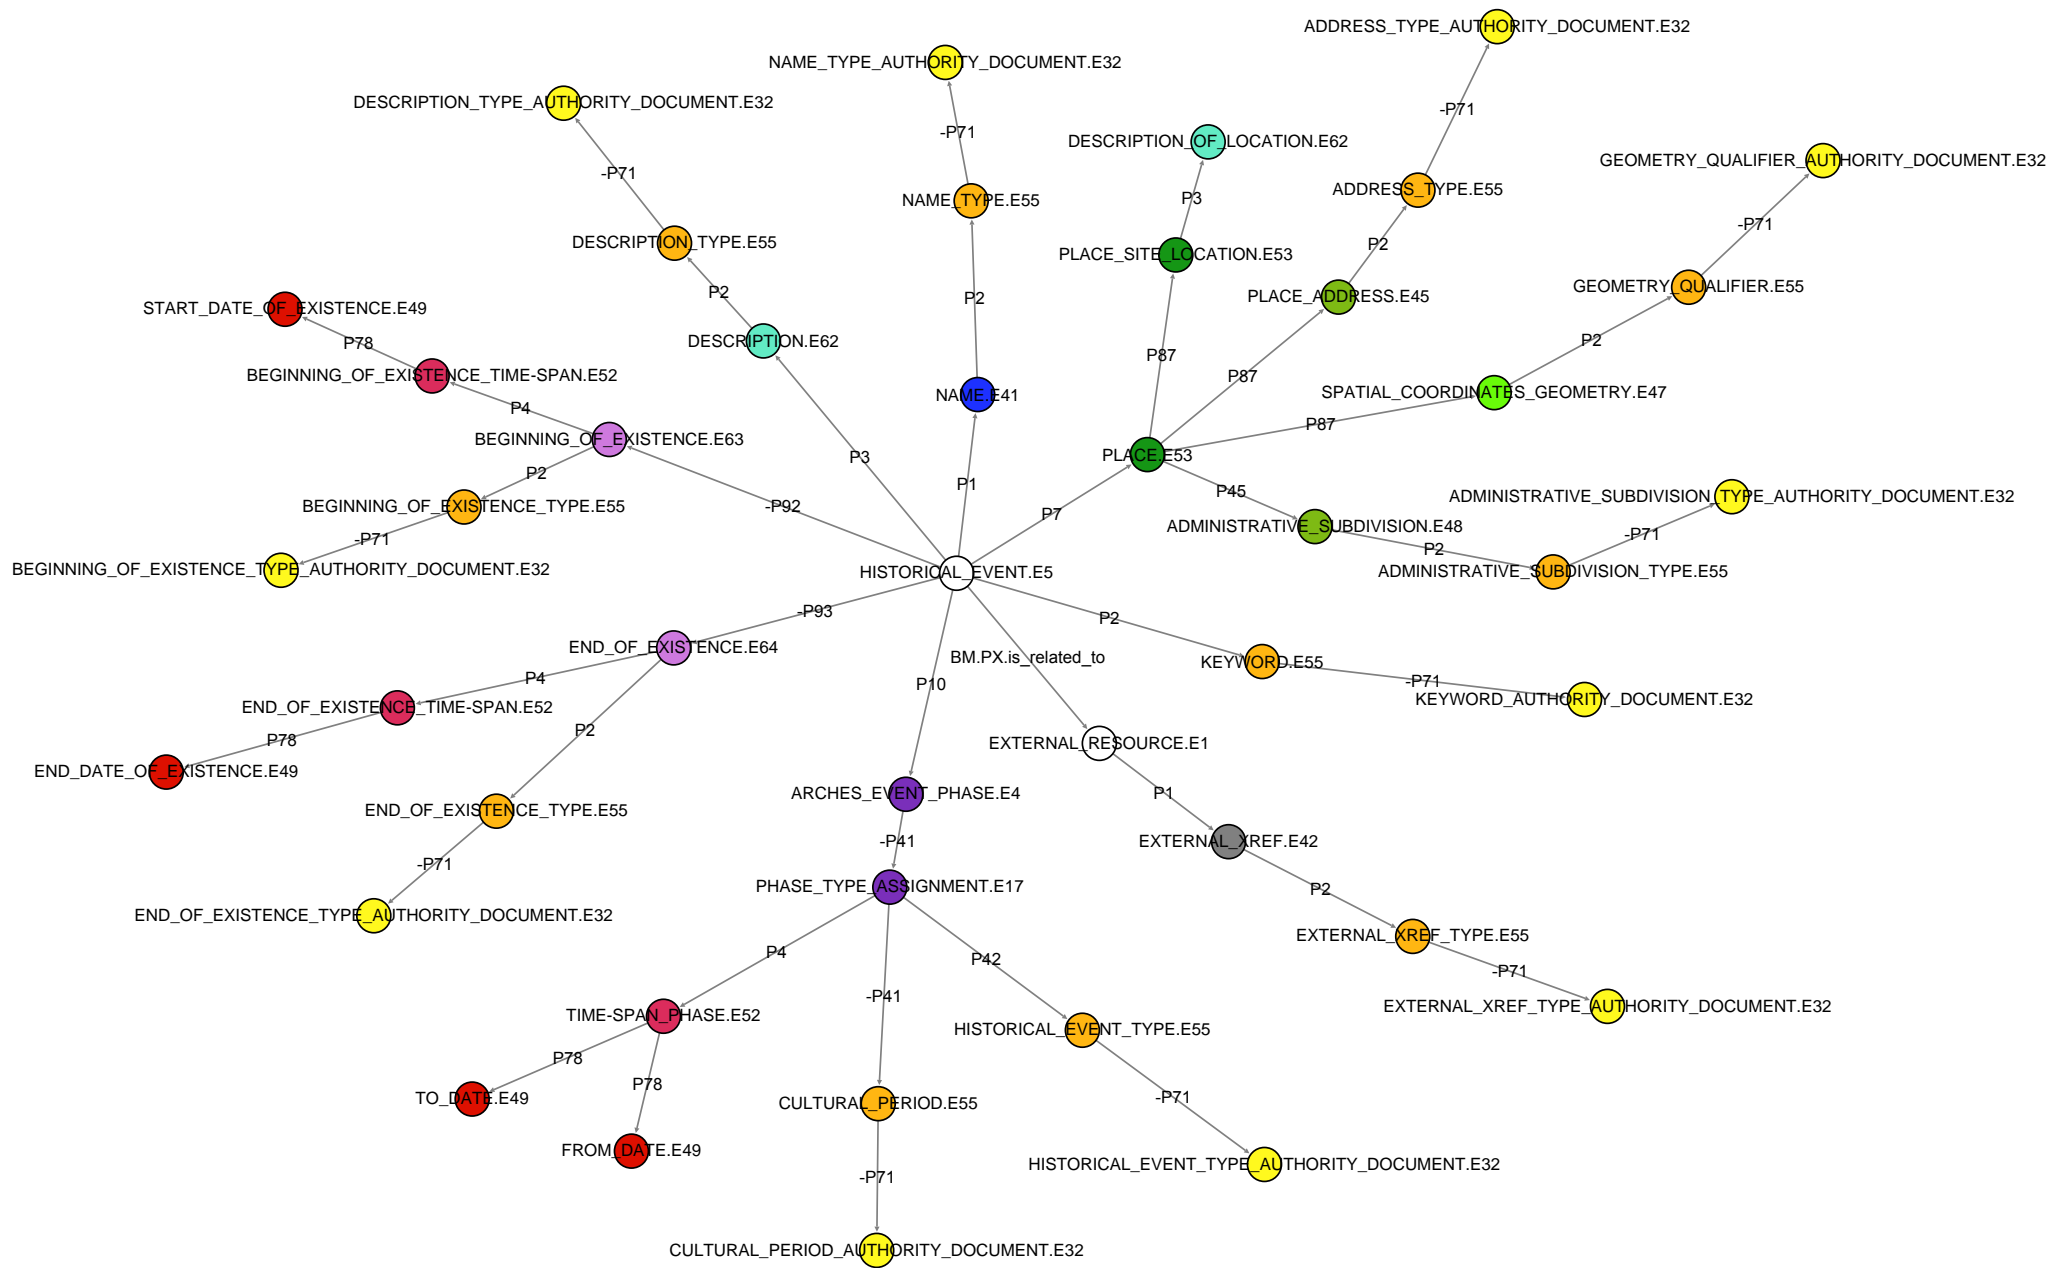 ADDRESS_TYPE_AUTHORITY_DOCUMENT.E32
NAME_TYPE_AUTHORITY_DOCUMENT.E32
DESCRIPTION_TYPE_AUTHORITY_DOCUMENT.E32
-P71
-P71
DESCRIPTION_OF_LOCATION.E62
GEOMETRY_QUALIFIER_AUTHORITY_DOCUMENT.E32
-P71
ADDRESS_TYPE.E55
P3
NAME_TYPE.E55
-P71
DESCRIPTION_TYPE.E55
P2
PLACE_SITE_LOCATION.E53
GEOMETRY_QUALIFIER.E55
P2
P2
PLACE_ADDRESS.E45
START_DATE_OF_EXISTENCE.E49
P78
DESCRIPTION.E62
P2
P87
BEGINNING_OF_EXISTENCE_TIME-SPAN.E52
P87
SPATIAL_COORDINATES_GEOMETRY.E47
NAME.E41
P4
P87
BEGINNING_OF_EXISTENCE.E63
P3
PLACE.E53
P2
P1
P45
ADMINISTRATIVE_SUBDIVISION_TYPE_AUTHORITY_DOCUMENT.E32
BEGINNING_OF_EXISTENCE_TYPE.E55
-P92
P7
ADMINISTRATIVE_SUBDIVISION.E48
-P71
-P71
P2
BEGINNING_OF_EXISTENCE_TYPE_AUTHORITY_DOCUMENT.E32
HISTORICAL_EVENT.E5
ADMINISTRATIVE_SUBDIVISION_TYPE.E55
-P93
P2
END_OF_EXISTENCE.E64
BM.PX.is_related_to
KEYWORD.E55
P4
P10
-P71
KEYWORD_AUTHORITY_DOCUMENT.E32
END_OF_EXISTENCE_TIME-SPAN.E52
P2
P78
EXTERNAL_RESOURCE.E1
END_DATE_OF_EXISTENCE.E49
ARCHES_EVENT_PHASE.E4
P1
END_OF_EXISTENCE_TYPE.E55
-P41
EXTERNAL_XREF.E42
-P71
PHASE_TYPE_ASSIGNMENT.E17
P2
END_OF_EXISTENCE_TYPE_AUTHORITY_DOCUMENT.E32
EXTERNAL_XREF_TYPE.E55
P4
P42
-P71
-P41
EXTERNAL_XREF_TYPE_AUTHORITY_DOCUMENT.E32
TIME-SPAN_PHASE.E52
HISTORICAL_EVENT_TYPE.E55
P78
P78
TO_DATE.E49
CULTURAL_PERIOD.E55
-P71
FROM_DATE.E49
HISTORICAL_EVENT_TYPE_AUTHORITY_DOCUMENT.E32
-P71
CULTURAL_PERIOD_AUTHORITY_DOCUMENT.E32